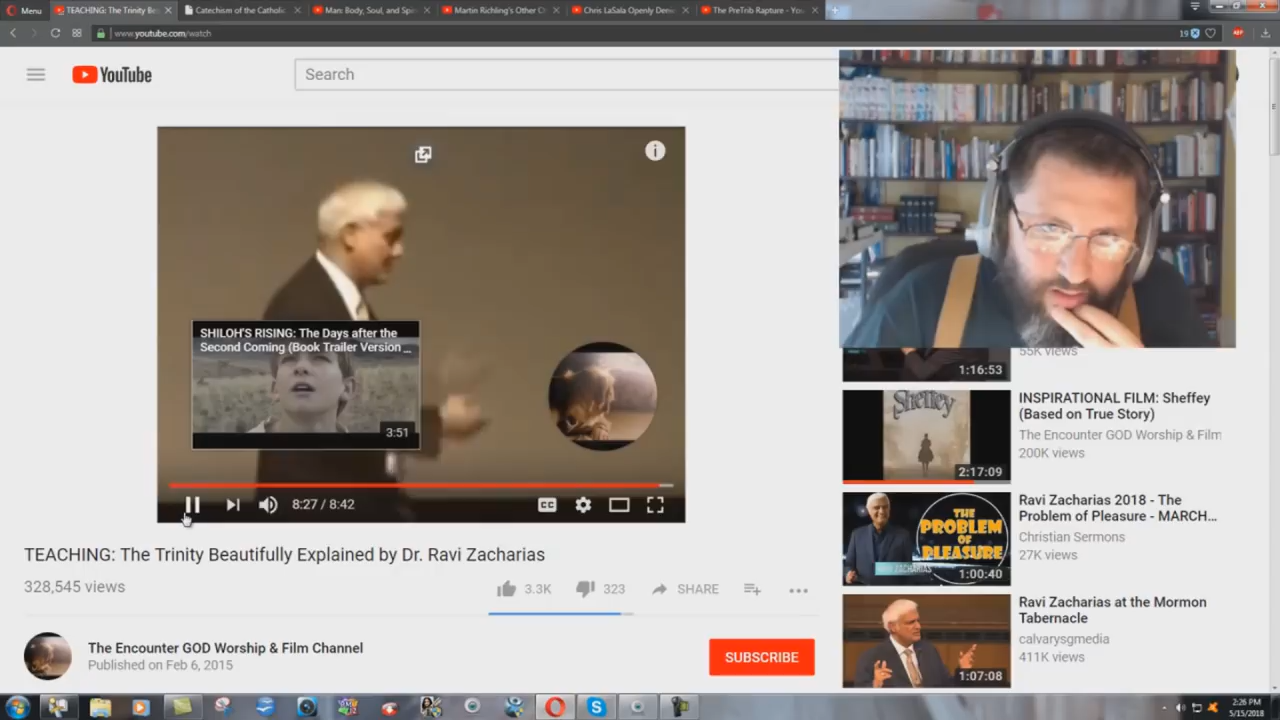 Menu
TEACHING: The Trinity Be
Catechism of the Catholi
Man: Body, Soul, and Spi
Martin Richling's Other C
Chris LaSala Openly Den
The PreTrib Rapture - Yo
www.youtube.com/watch
19
ABP
YouTube
Search
SHILOH'S RISING: The Days after the
Second Coming (Book Trailer Version ...
3:51
8:27 / 8:42
CC
TEACHING: The Trinity Beautifully Explained by Dr. Ravi Zacharias
328,545 views
3.3K
323
SHARE
The Encounter GOD Worship & Film Channel
Published on Feb 6, 2015
SUBSCRIBE
55K views
1:16:53
Sheffey
INSPIRATIONAL FILM: Sheffey
(Based on True Story)
The Encounter GOD Worship & Film
200K views
2:17:09
THE
PROBLEM
OF
PLEASURE
RAVI ZACHARIAS
1:00:40
Ravi Zacharias 2018 - The
Problem of Pleasure - MARCH...
Christian Sermons
27K views
1:07:08
Ravi Zacharias at the Mormon
Tabernacle
calvarysgmedia
411K views
2:26 PM
5/15/2018